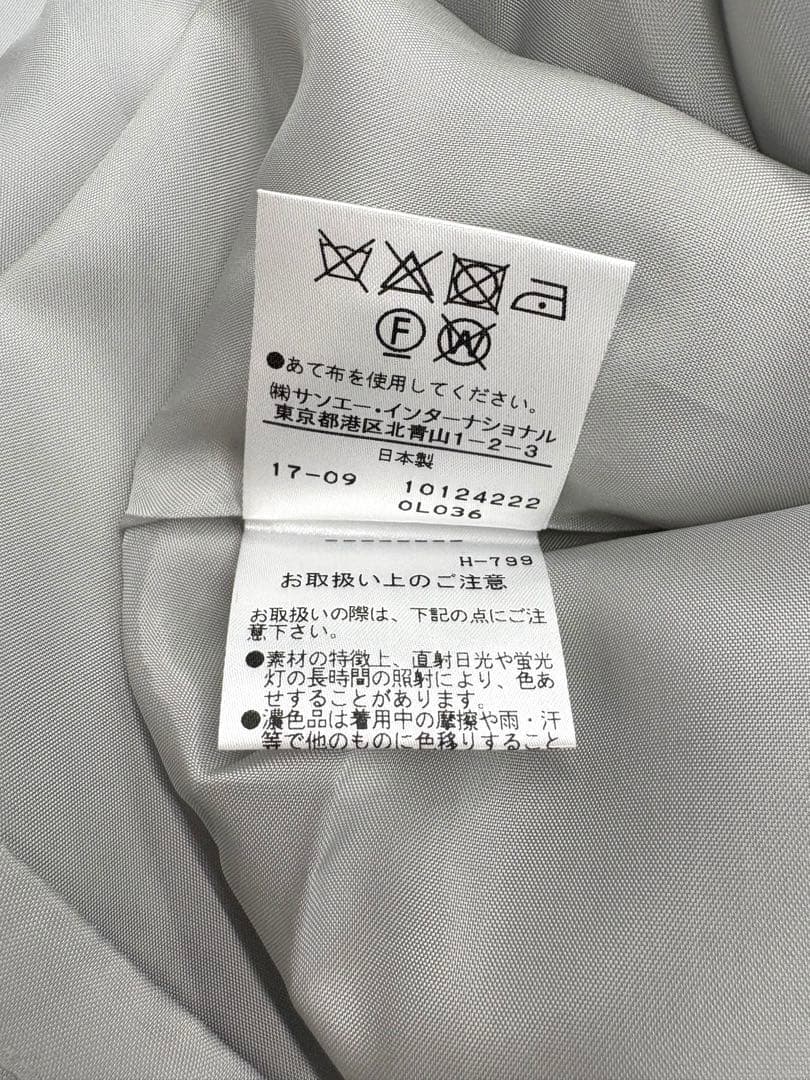 F W
●あて布を使用してください。
㈱サンエー・インターナショナル
東京都港区北青山1-2-3
日本製
17-09 10124222
0L036
H-799
お取扱い上のご注意
お取扱いの際は、下記の点にご注
意下さい。
●素材の特徴上、直射日光や蛍光
灯の長時間の照射により、色あ
せすることがあります。
●濃色品は着用中の摩擦や雨・汗
等で他のものに色移りすること